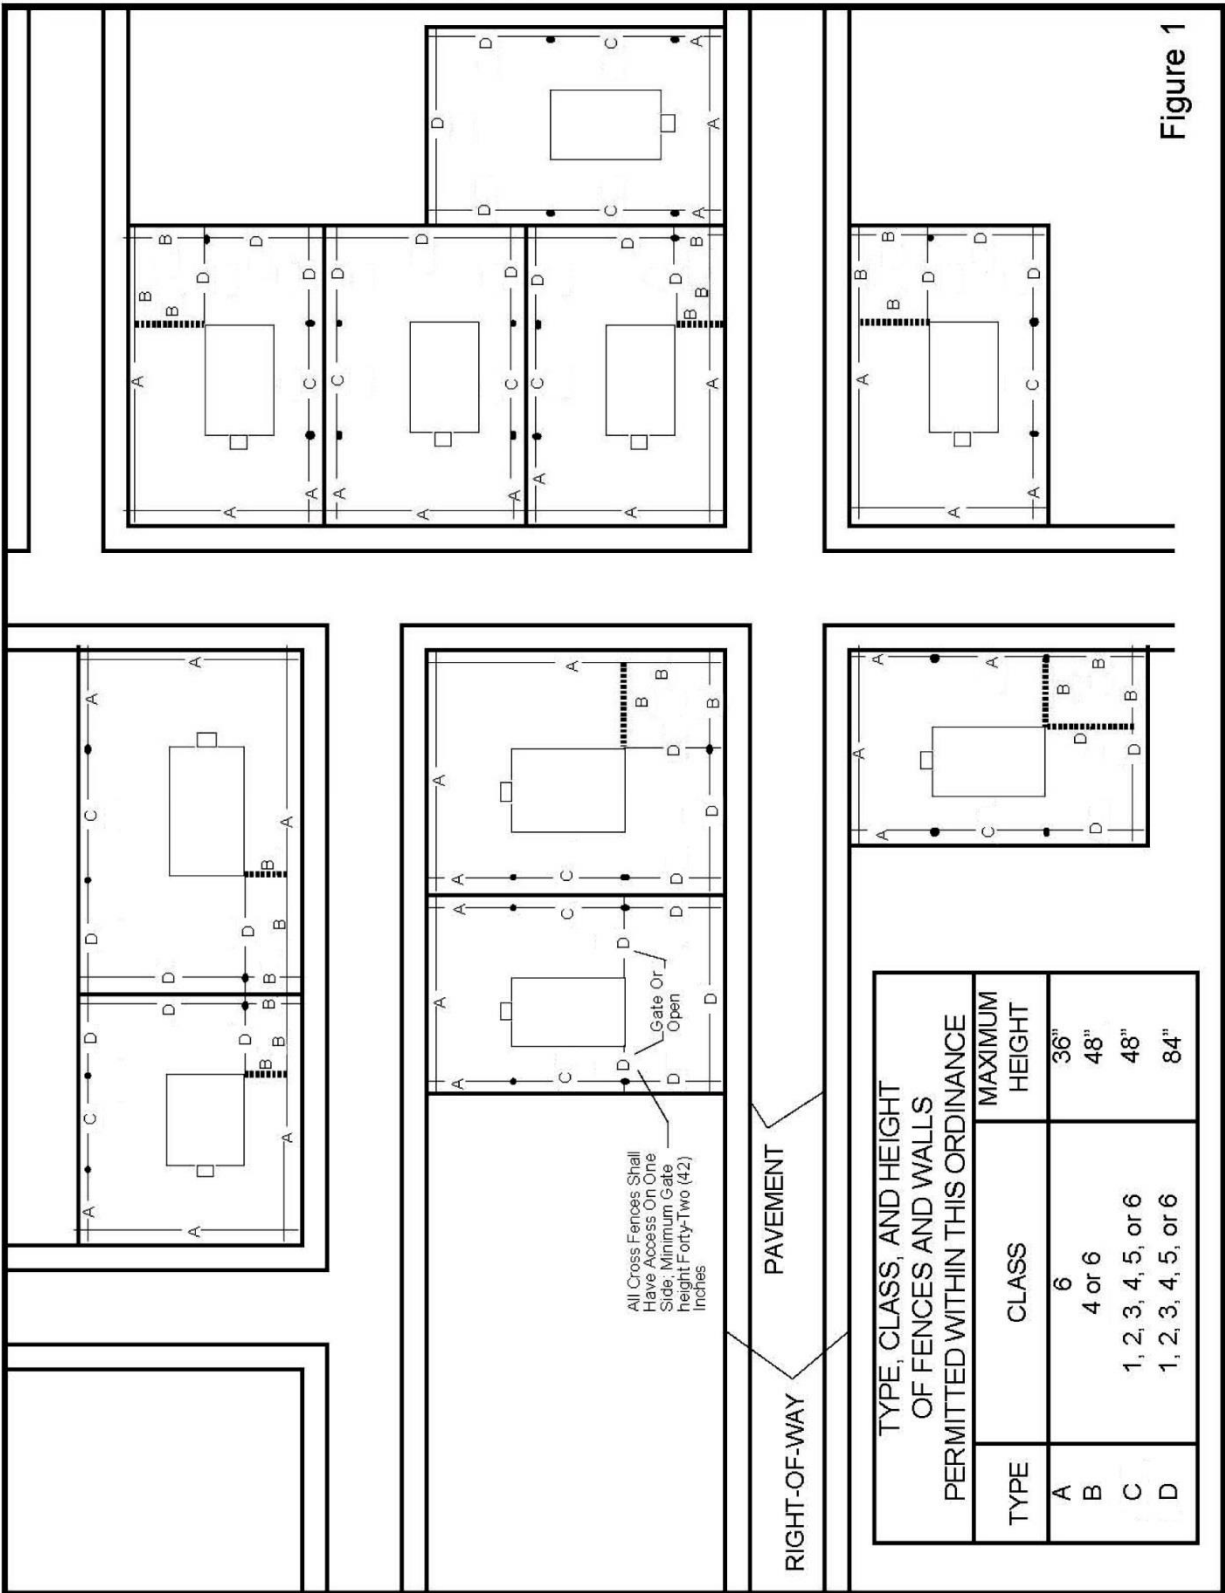 A C D D C A
D D
A A
D D
B B B B
A B B A
A B B
B
D
A
D
A C D
A C D
A D
A C D
A C D
A D
D
B B B
A
D
D D
C C
A A
A
A A
A A A
C C C A
D D
B
B
D D D D
D D B
Gate Or
Open
All Cross Fences Shall
Have Access On One
Side; Minimum Gate
height Forty-Two (42)
Inches
PAVEMENT
RIGHT-OF-WAY
A
A A
C A
B
D
D B
D B
A B
B
B
D
A
D
A C D
TYPE, CLASS, AND HEIGHT
OF FENCES AND WALLS
PERMITTED WITHIN THIS ORDINANCE
TYPE CLASS MAXIMUM HEIGHT
A 6 36"
B 4 or 6 48"
C 1, 2, 3, 4, 5, or 6 48"
D 1, 2, 3, 4, 5, or 6 84"
Figure 1